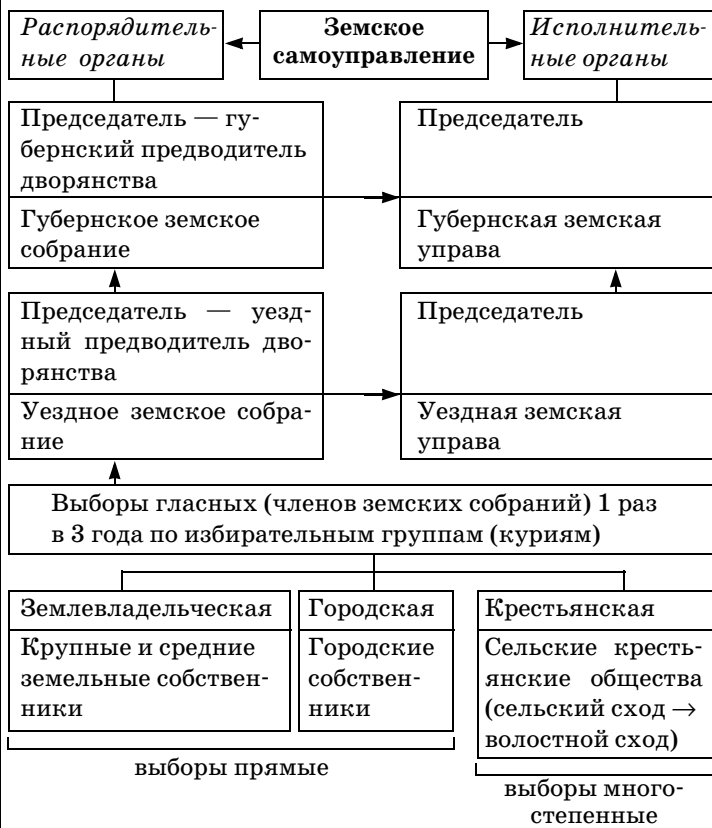 Распорядитель-
ные органы
Земское
самоуправление
Исполнитель-
ные органы
Председатель — гу-
бернский предводитель
дворянства
Председатель
Губернское земское
собрание
Губернская земская
управа
Председатель — уезд-
ный предводитель дво-
рянства
Председатель
Уездное земское собра-
ние
Уездная земская
управа
Выборы гласных (членов земских собраний) 1 раз
в 3 года по избирательным группам (куриям)
Землевладельческая
Крупные и средние
земельные собствен-
ники
Городская
Городские
собствен-
ники
Крестьянская
Сельские кресть-
янские общества
(сельский сход →
волостной сход)
выборы прямые
выборы много-
степенные